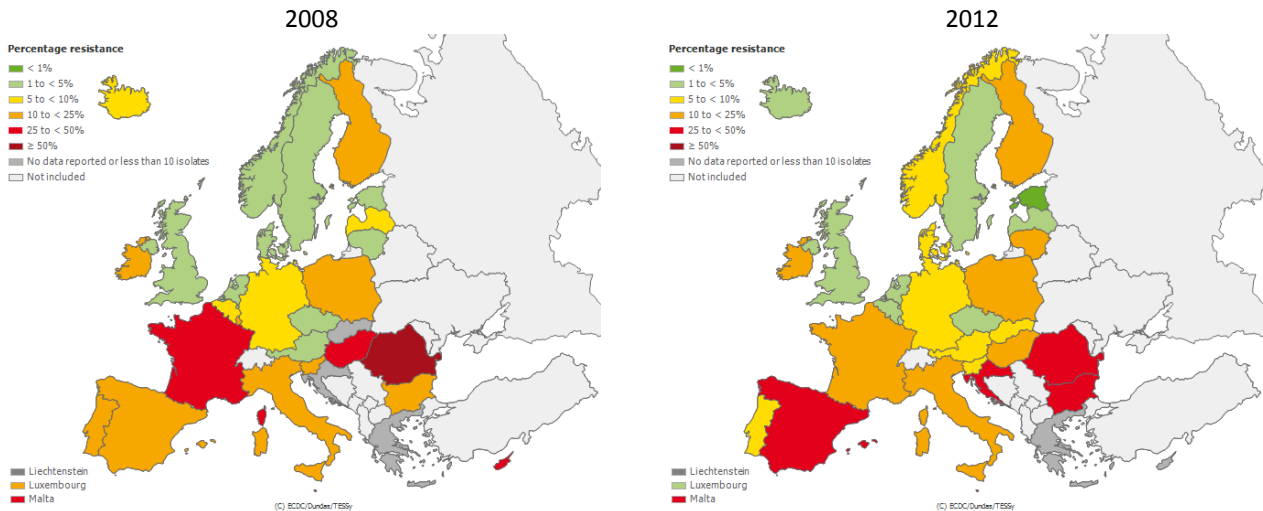 2008
Percentage resistance
< 1%
1 to < 5%
5 to < 10%
10 to < 25%
25 to < 50%
≥ 50%
No data reported or less than 10 isolates
Not included
Liechtenstein
Luxembourg
Malta
(C) ECDC/Dundas/TESSy
2012
Percentage resistance
< 1%
1 to < 5%
5 to < 10%
10 to < 25%
25 to < 50%
≥ 50%
No data reported or less than 10 isolates
Not included
Liechtenstein
Luxembourg
Malta
(C) ECDC/Dundas/TESSy